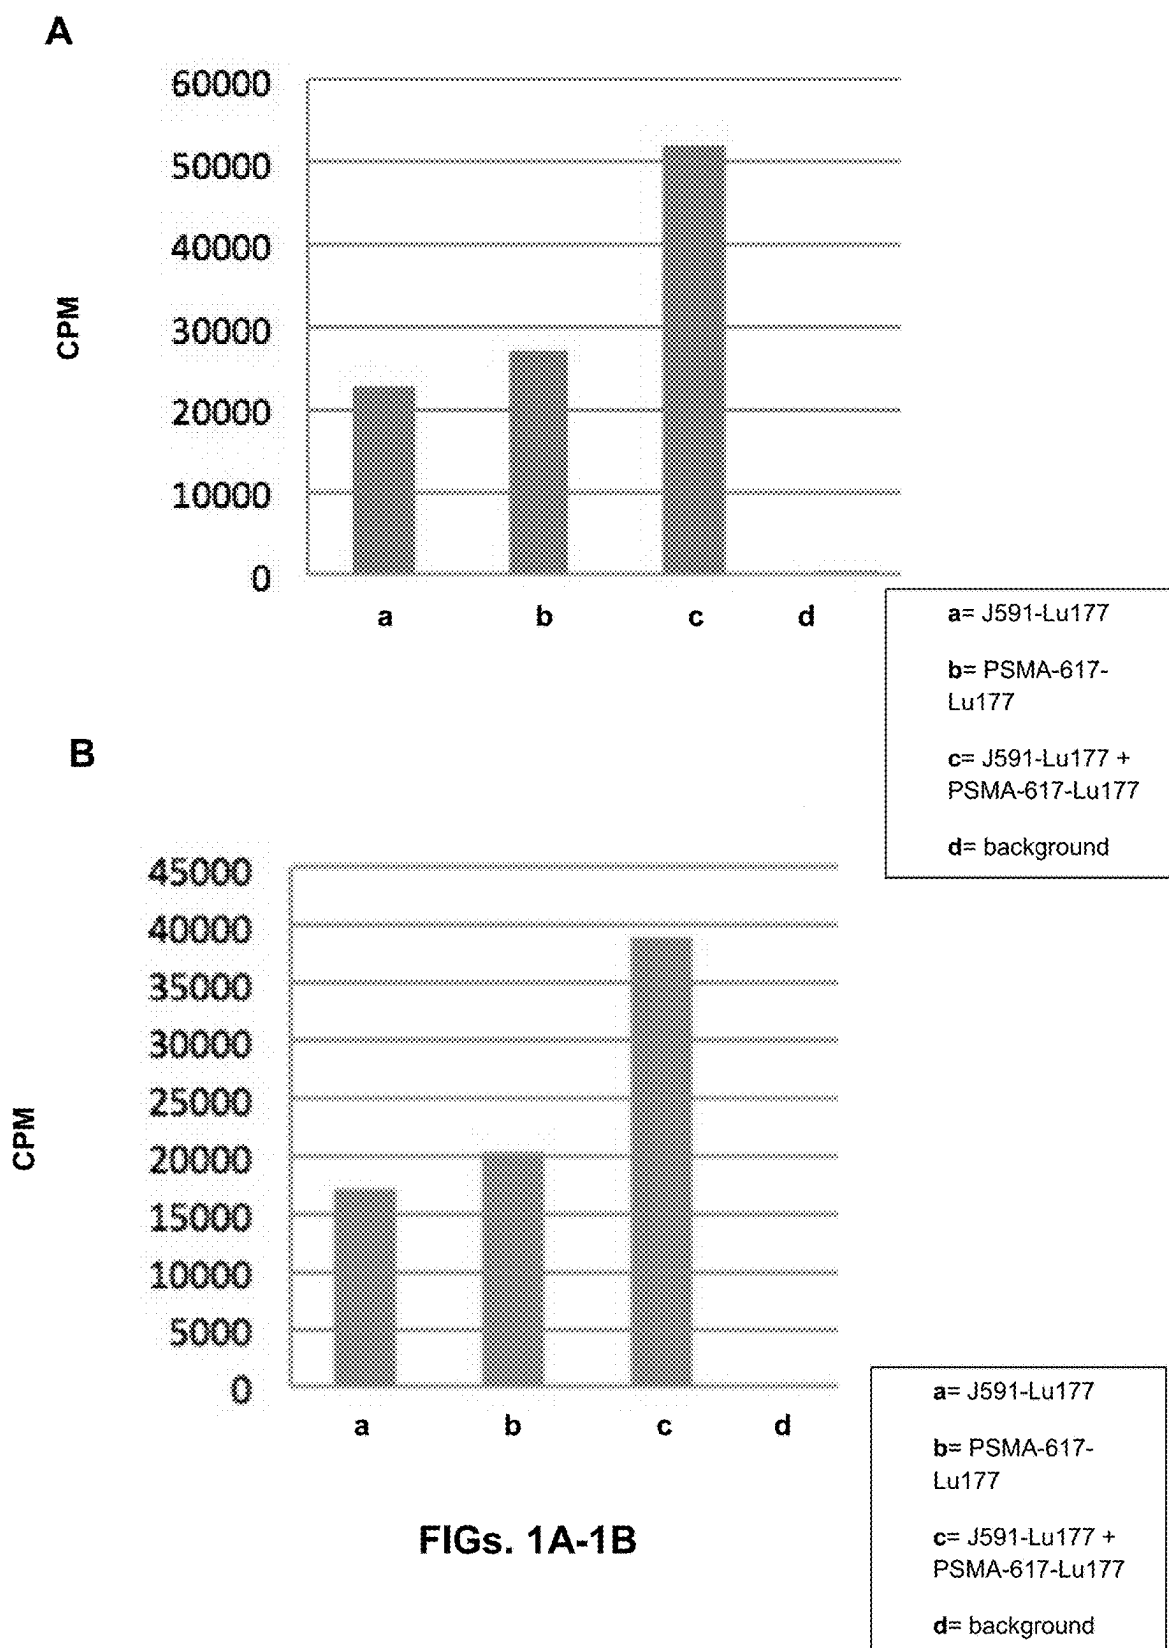 A
60000
50000
40000
30000
20000
10000
0
CPM
a b c d
a= J591-Lu177
b= PSMA-617-
Lu177
c= J591-Lu177 +
PSMA-617-Lu177
d= background
B
45000
40000
35000
30000
25000
20000
15000
10000
5000
0
CPM
a b c d
a= J591-Lu177
b= PSMA-617-
Lu177
c= J591-Lu177 +
PSMA-617-Lu177
d= background
FIGs. 1A-1B